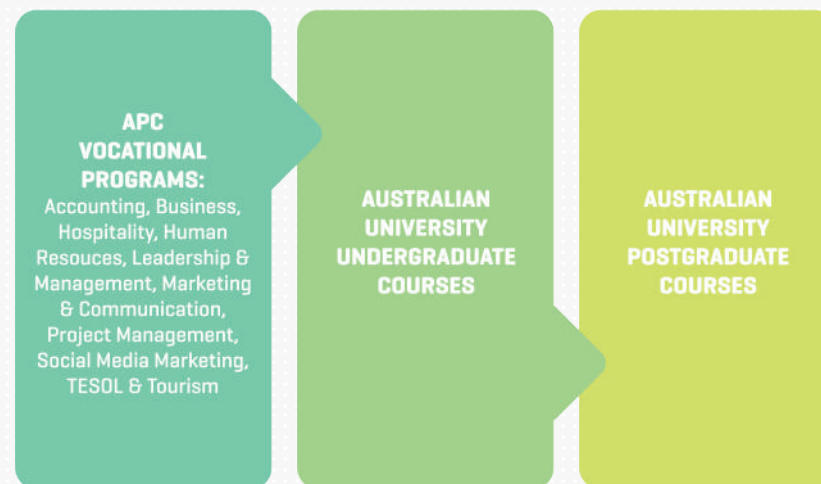 APC
VOCATIONAL
PROGRAMS:
Accounting, Business,
Hospitality, Human
Resouces, Leadership &
Management, Marketing
& Communication,
Project Management,
Social Media Marketing,
TESOL & Tourism
AUSTRALIAN
UNIVERSITY
UNDERGRADUATE
COURSES
AUSTRALIAN
UNIVERSITY
POSTGRADUATE
COURSES